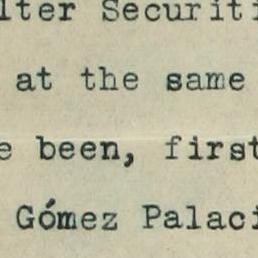 lter Securiti
at the same
e been, first
Gómez Palaci